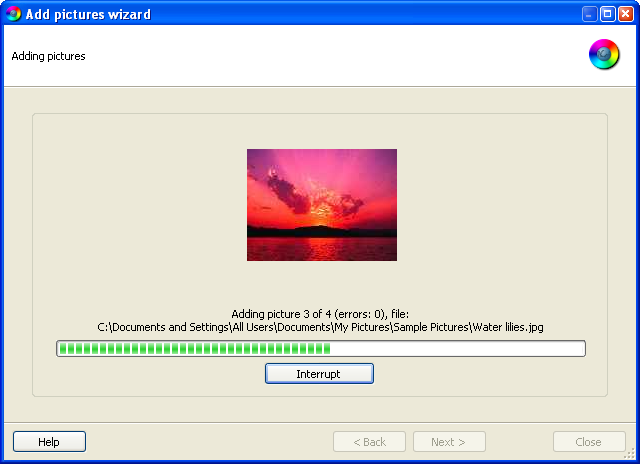 Add pictures wizard
Adding pictures
Adding picture 3 of 4 (errors: 0), file:
C:\Documents and Settings\All Users\Documents\My Pictures\Sample Pictures\Water lilies.jpg
Interrupt
Help
< Back
Next >
Close